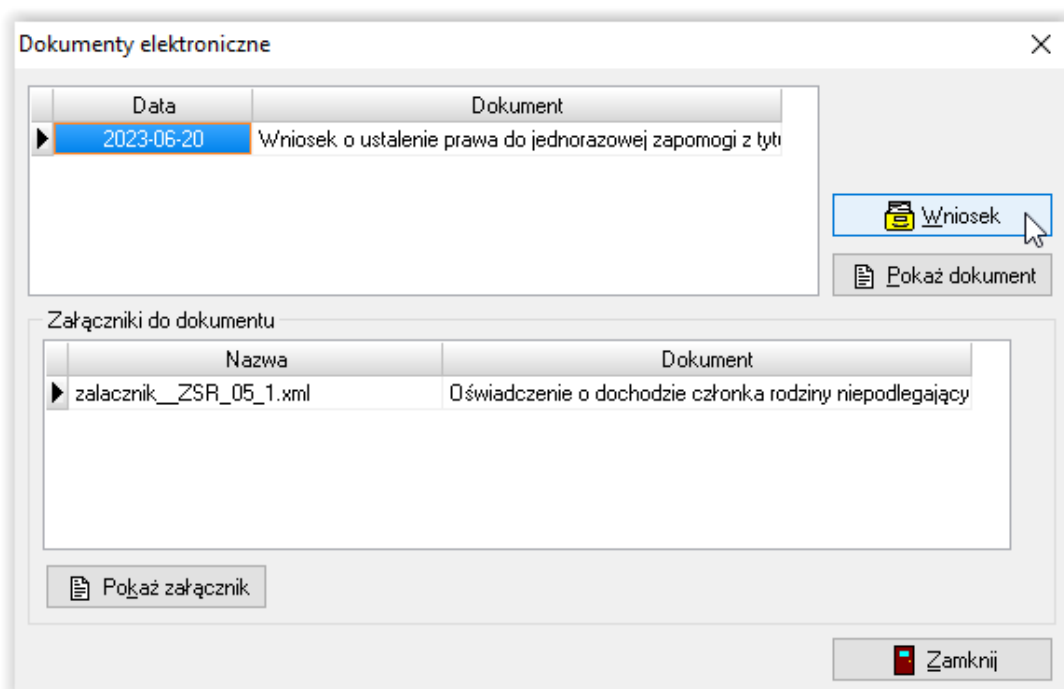 Dokumenty elektroniczne
Data Dokument
2023-06-20 Wniosek o ustalenie prawa do jednorazowej zapomogi z tytu
Wniosek
Pokaż dokument
Załączniki do dokumentu
Nazwa Dokument
zalacznik__ZSR_05_1.xml Oświadczenie o dochodzie członka rodziny niepodlegający
Pokaż załącznik
Zamknij